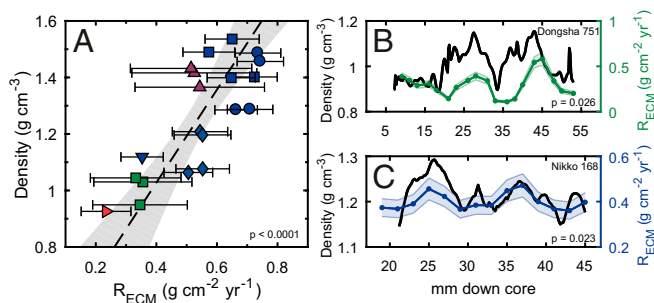 A
Density (g cm-3)
1.6
1.4
1.2
1
0.8
0.2 0.4 0.6 0.8
p < 0.0001
RECM (g cm-2 yr-1)
B
Dongsha 751
Density (g cm-3)
1.2
1
0.8
5 15 25 35 45 55
1
0.5
0
RECM (g cm-2 yr-1)
p = 0.026
C
Nikko 168
Density (g cm-3)
1.3
1.2
1.1
20 25 30 35 40 45
0.6
0.4
0.2
RECM (g cm-2 yr-1)
p = 0.023
mm down core